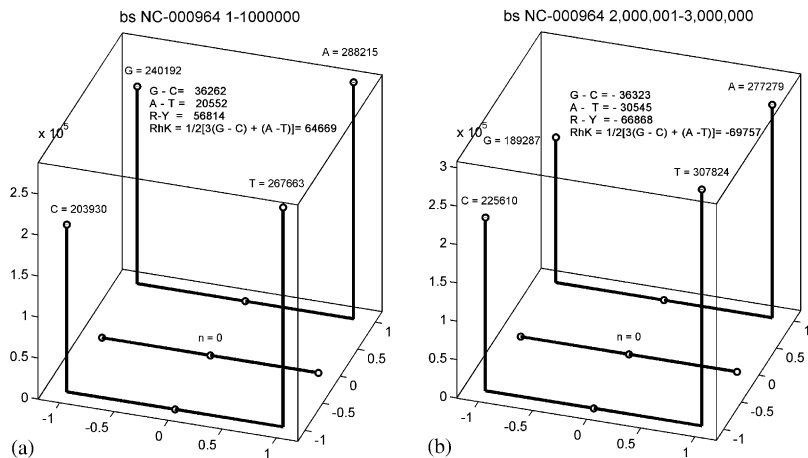 bs NC-000964 1-1000000
A = 288215
G = 240192
G - C= 36262
A - T = 20552
R - Y = 56814
RhK = 1/2[3(G - C) + (A -T)]= 64669
x 10^5
T = 267663
C = 203930
2.5
2
1.5
1
0.5
0
n = 0
1
0.5
0
-0.5
-1
-1
-0.5
0
0.5
1
(a)
bs NC-000964 2,000,001-3,000,000
A = 277279
G - C = - 36323
A - T = - 30545
R - Y = - 66868
RhK = 1/2[3(G - C) + (A -T)]= -69757
x 10^5
G = 189287
T = 307824
C = 225610
3
2.5
2
1.5
1
0.5
0
n = 0
1
0.5
0
-0.5
-1
-1
-0.5
0
0.5
1
(b)